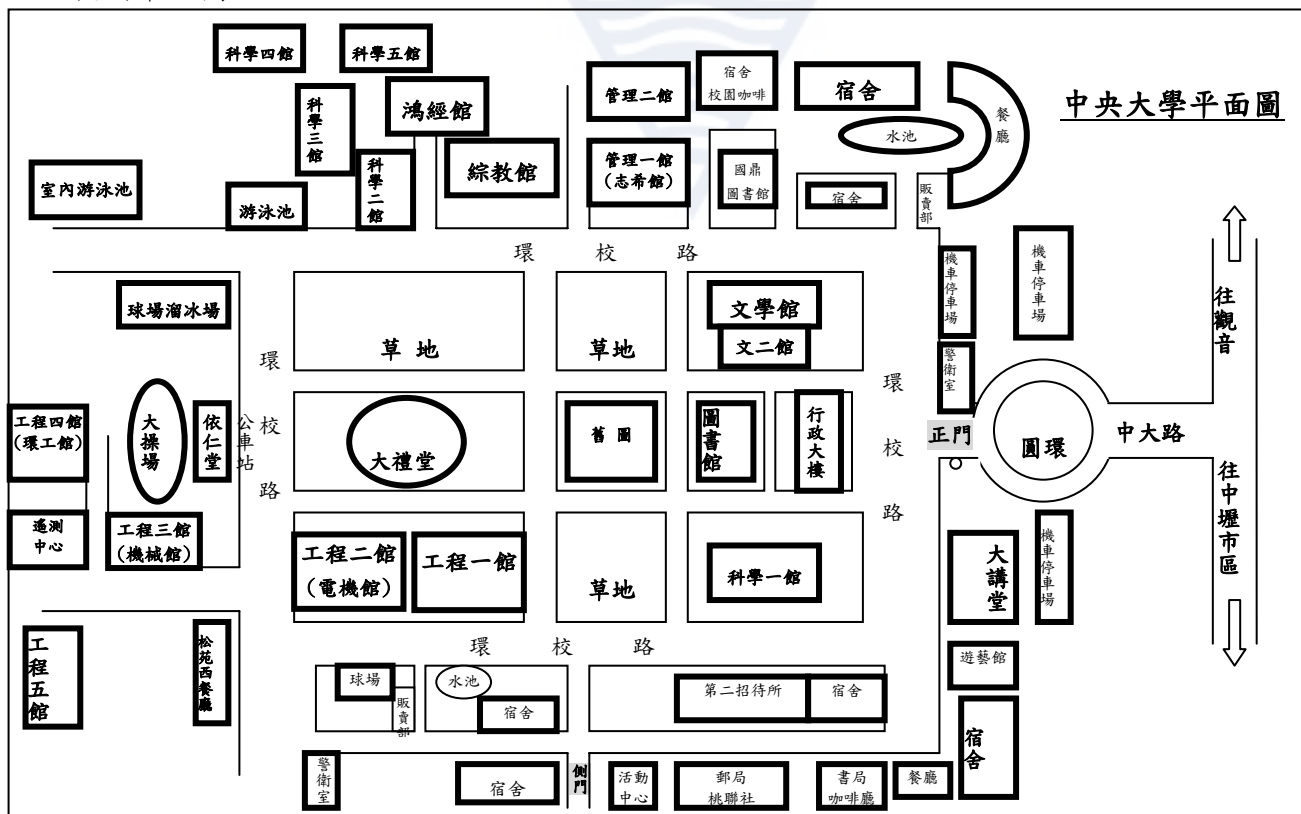 中央大學平面圖
科學四館
科學五館
科學三館
鴻經館
科學二館
綜教館
管理二館
管理一館
(志希館)
宿舍
校園咖啡
宿舍
水池
餐廳
國鼎
圖書館
宿舍
販賣部
室內游泳池
游泳池
環校路
機車停車場
機車停車場
往觀音
球場溜冰場
草地
草地
文學館
文二館
警衛室
環校路
環校路
工程四館
(環工館)
大操場
依仁堂
公車站
大禮堂
舊圖
圖書館
行政大樓
正門
圓環
中大路
往中壢市區
遙測
中心
工程三館
(機械館)
工程二館
(電機館)
工程一館
草地
科學一館
大講堂
機車停車場
環校路
工程五館
松苑西餐廳
球場
販賣部
水池
宿舍
第二招待所
宿舍
遊藝館
宿舍
警衛室
宿舍
側門
活動
中心
郵局
桃聯社
書局
咖啡廳
餐廳